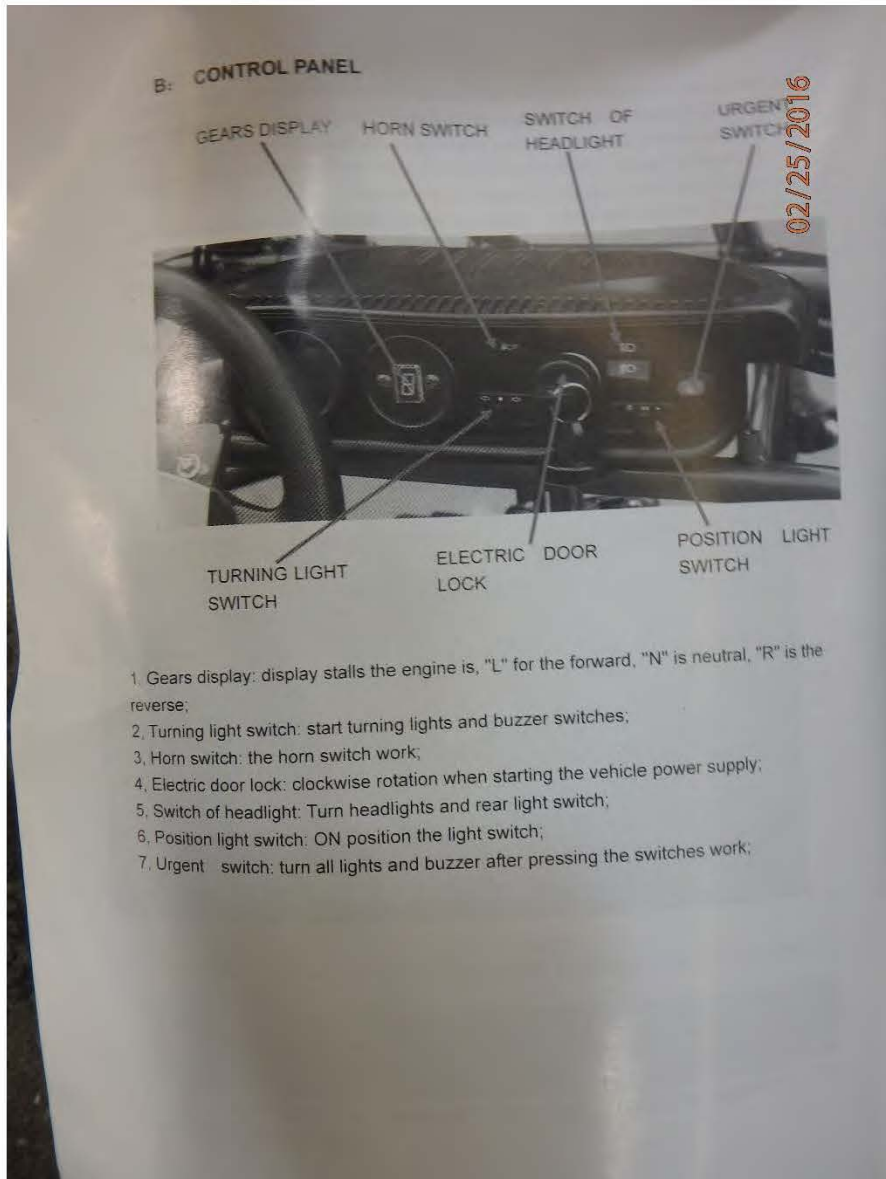 B: CONTROL PANEL
GEARS DISPLAY
HORN SWITCH
SWITCH OF
HEADLIGHT
URGENT
SWITCH
02/25/2016
TURNING LIGHT
SWITCH
ELECTRIC DOOR
LOCK
POSITION LIGHT
SWITCH
1, Gears display: display stalls the engine is, "L" for the forward, "N" is neutral, "R" is the
reverse;
2, Turning light switch: start turning lights and buzzer switches;
3, Horn switch: the horn switch work;
4, Electric door lock: clockwise rotation when starting the vehicle power supply;
5, Switch of headlight: Turn headlights and rear light switch;
6, Position light switch: ON position the light switch;
7, Urgent switch: turn all lights and buzzer after pressing the switches work;